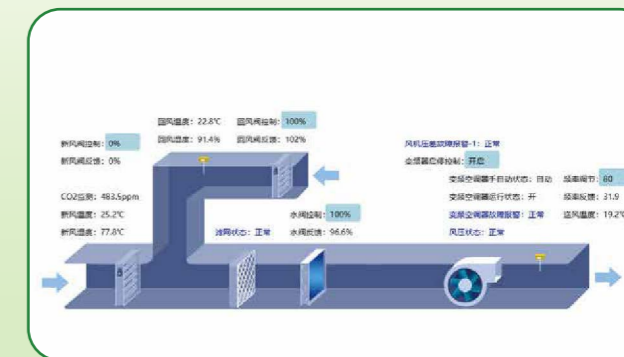 回风温度：22.8℃ 回风阀控制：100%
新风阀控制：0% 回风湿度：91.4% 回风阀反馈：102%
新风阀反馈：0%
风机压差故障报警-1：正常
变频器启停控制：开启
变频空调器手自动状态：自动 频率调节：80
CO2监测：483.5ppm 变频空调器运行状态：开 频率反馈：31.9
新风温度：25.2℃ 水阀控制：100% 变频空调器故障报警：正常 送风温度：19.2℃
新风湿度：77.8% 滤网状态：正常 水阀反馈：96.6% 风压状态：正常